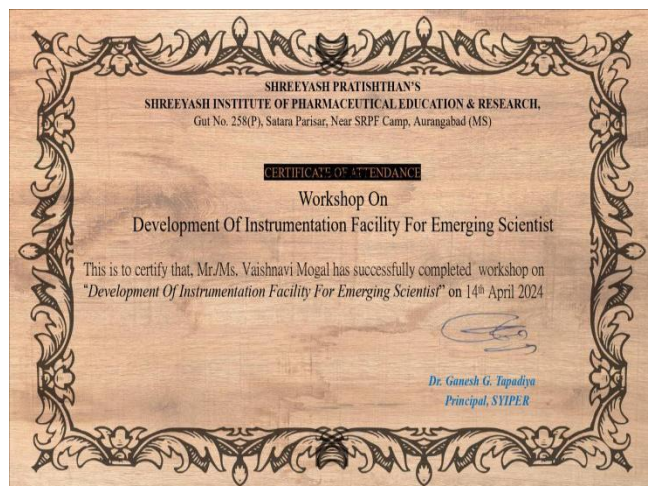 SHREEYASH PRATISHTHAN'S
SHREEYASH INSTITUTE OF PHARMACEUTICAL EDUCATION & RESEARCH,
Gut No. 258(P), Satara Parisar, Near SRPF Camp, Aurangabad (MS)
CERTIFICATE OF ATTENDANCE
Workshop On
Development Of Instrumentation Facility For Emerging Scientist
This is to certify that, Mr./Ms. Vaishnavi Mogal has successfully completed workshop on
"Development Of Instrumentation Facility For Emerging Scientist" on 14th April 2024
Dr. Ganesh G. Tapadiya
Principal, SYIPER